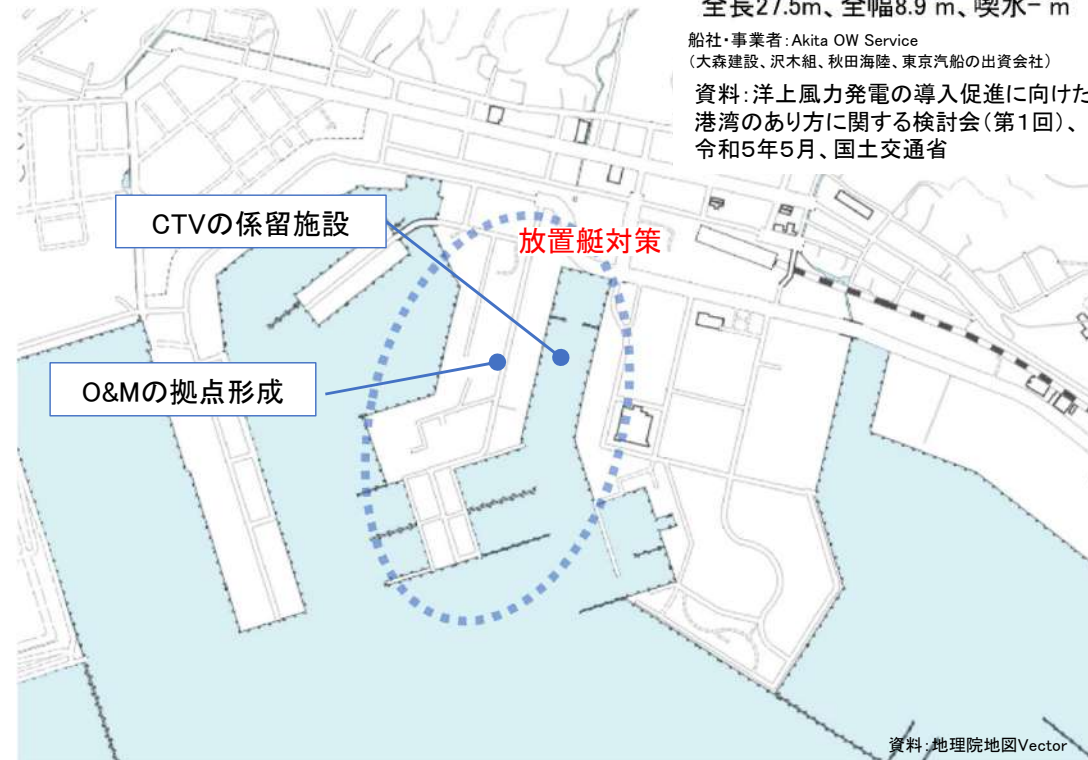 全長27.5m、全幅8.9 m、喫水− m
船社・事業者：Akita OW Service
（大森建設、沢木組、秋田海陸、東京汽船の出資会社）
資料：洋上風力発電の導入促進に向けた
港湾のあり方に関する検討会（第１回）、
令和５年５月、国土交通省
CTVの係留施設
放置艇対策
O&Mの拠点形成
資料：地理院地図Vector